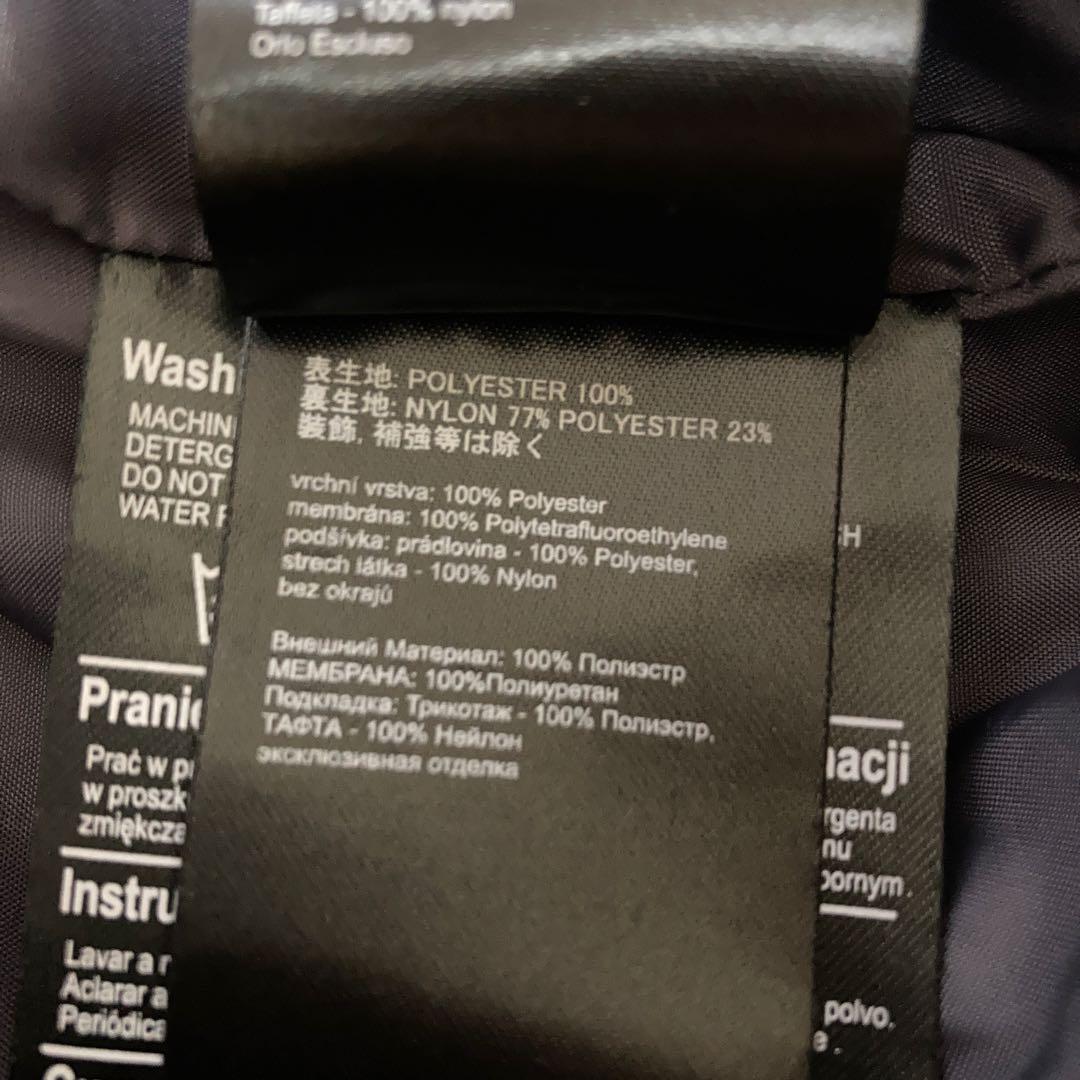 Taffeta - 100% nylon
Orlo Escluso
Wash
MACHIN
DETERG
DO NOT
WATER
表生地: POLYESTER 100%
裏生地: NYLON 77% POLYESTER 23%
装飾, 補強等は除く
vrchní vrstva: 100% Polyester
membrána: 100% Polytetrafluoroethylene
podšívka: prádlovina - 100% Polyester,
strech látka - 100% Nylon
bez okrajů
Внешний Материал: 100% Полиэстр
МЕМБРАНА: 100%Полиуретан
Подкладка: Трикотаж - 100% Полиэстр,
ТАФТА - 100% Нейлон
эксклюзивная отделка
Pranie
Prać w p
w proszk
zmiękcza
Instru
Lavar a
Aclarar a
Periódica
H
nacji
rgenta
nu
bornym.
polvo.
e.